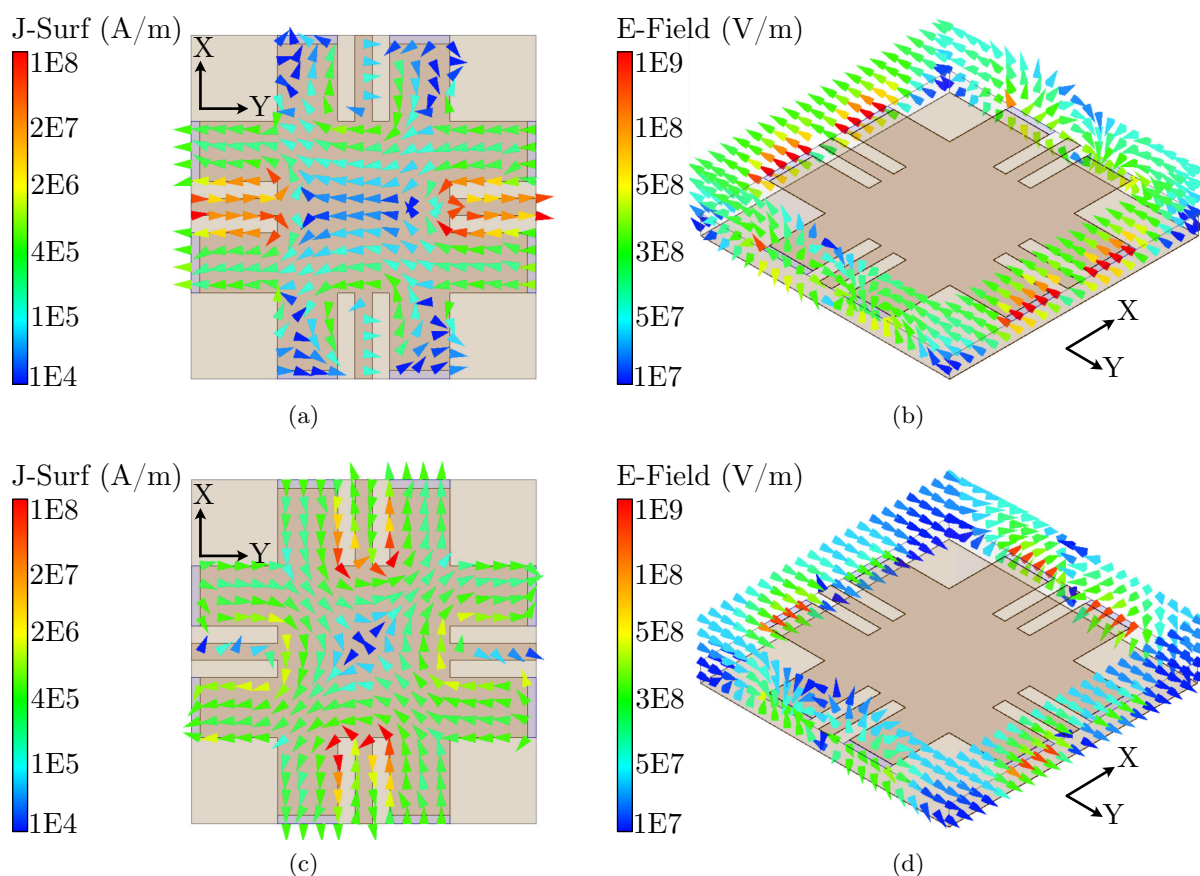 J-Surf (A/m)
1E8
2E7
2E6
4E5
1E5
1E4
X
Y
(a)
E-Field (V/m)
1E9
1E8
5E8
3E8
5E7
1E7
X
Y
(b)
J-Surf (A/m)
1E8
2E7
2E6
4E5
1E5
1E4
X
Y
(c)
E-Field (V/m)
1E9
1E8
5E8
3E8
5E7
1E7
X
Y
(d)